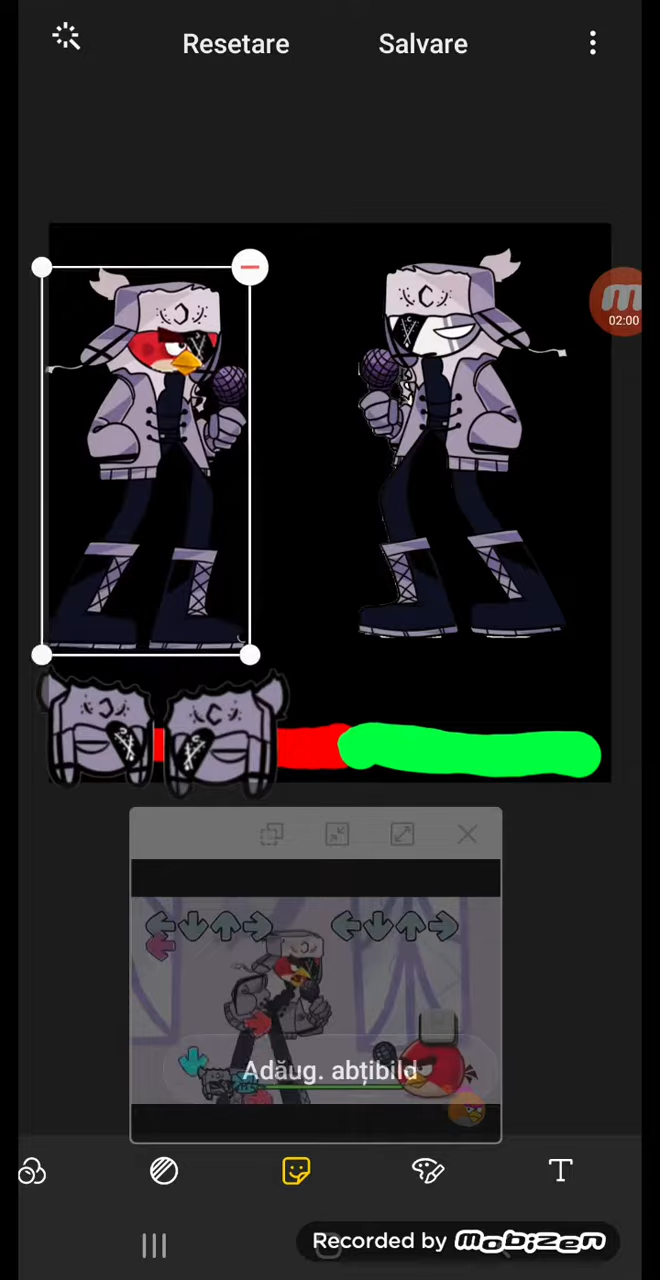 Resetare Salvare
02:00
Adăug. abțibild
T
Recorded by mobizen